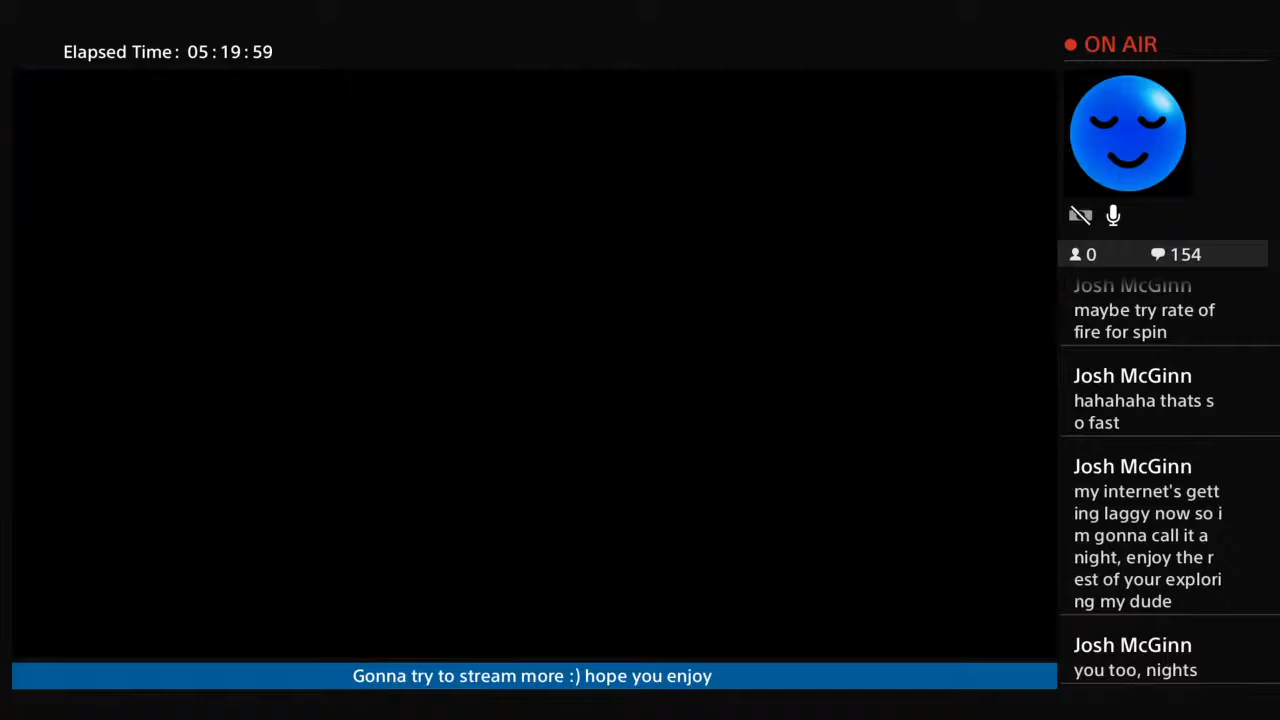 Elapsed Time: 05:19:59
ON AIR
0 154
Josh McGinn
maybe try rate of
fire for spin
Josh McGinn
hahahaha thats s
o fast
Josh McGinn
my internet's gett
ing laggy now so i
m gonna call it a
night, enjoy the r
est of your explori
ng my dude
Josh McGinn
you too, nights
Gonna try to stream more :) hope you enjoy